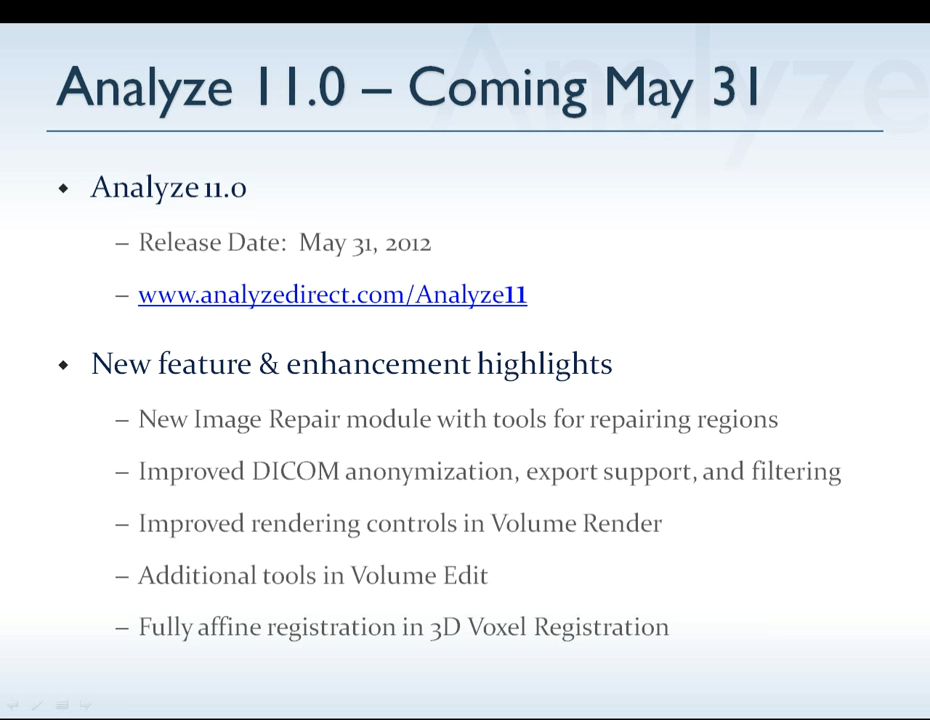 Analyze
Analyze 11.0 – Coming May 31
Analyze 11.0
– Release Date: May 31, 2012
– www.analyzedirect.com/Analyze11
New feature & enhancement highlights
– New Image Repair module with tools for repairing regions
– Improved DICOM anonymization, export support, and filtering
– Improved rendering controls in Volume Render
– Additional tools in Volume Edit
– Fully affine registration in 3D Voxel Registration